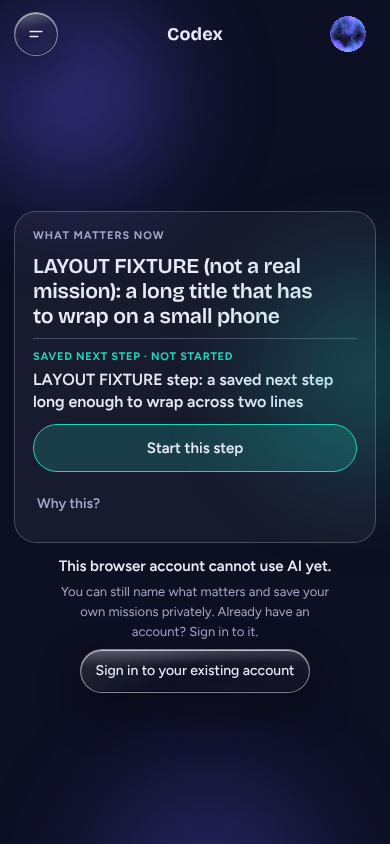 Codex
WHAT MATTERS NOW
LAYOUT FIXTURE (not a real
mission): a long title that has
to wrap on a small phone
SAVED NEXT STEP · NOT STARTED
LAYOUT FIXTURE step: a saved next step
long enough to wrap across two lines
Start this step
Why this?
This browser account cannot use AI yet.
You can still name what matters and save your
own missions privately. Already have an
account? Sign in to it.
Sign in to your existing account